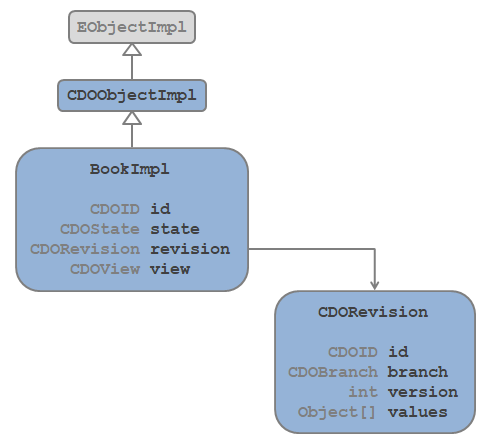 EObjectImpl
CDOObjectImpl
BookImpl
CDOID id
CDOState state
CDORevision revision
CDOView view
CDORevision
CDOID id
CDOBranch branch
int version
Object[] values